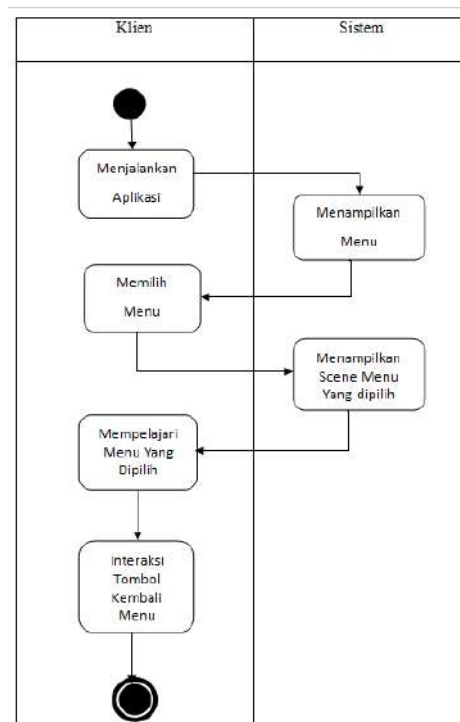 Klien
Sistem
Menjalankan
Aplikasi
Menampilkan
Menu
Memilih
Menu
Menampilkan
Scene Menu
Yang dipilih
Mempelajari
Menu Yang
Dipilih
Interaksi
Tombol
Kembali
Menu